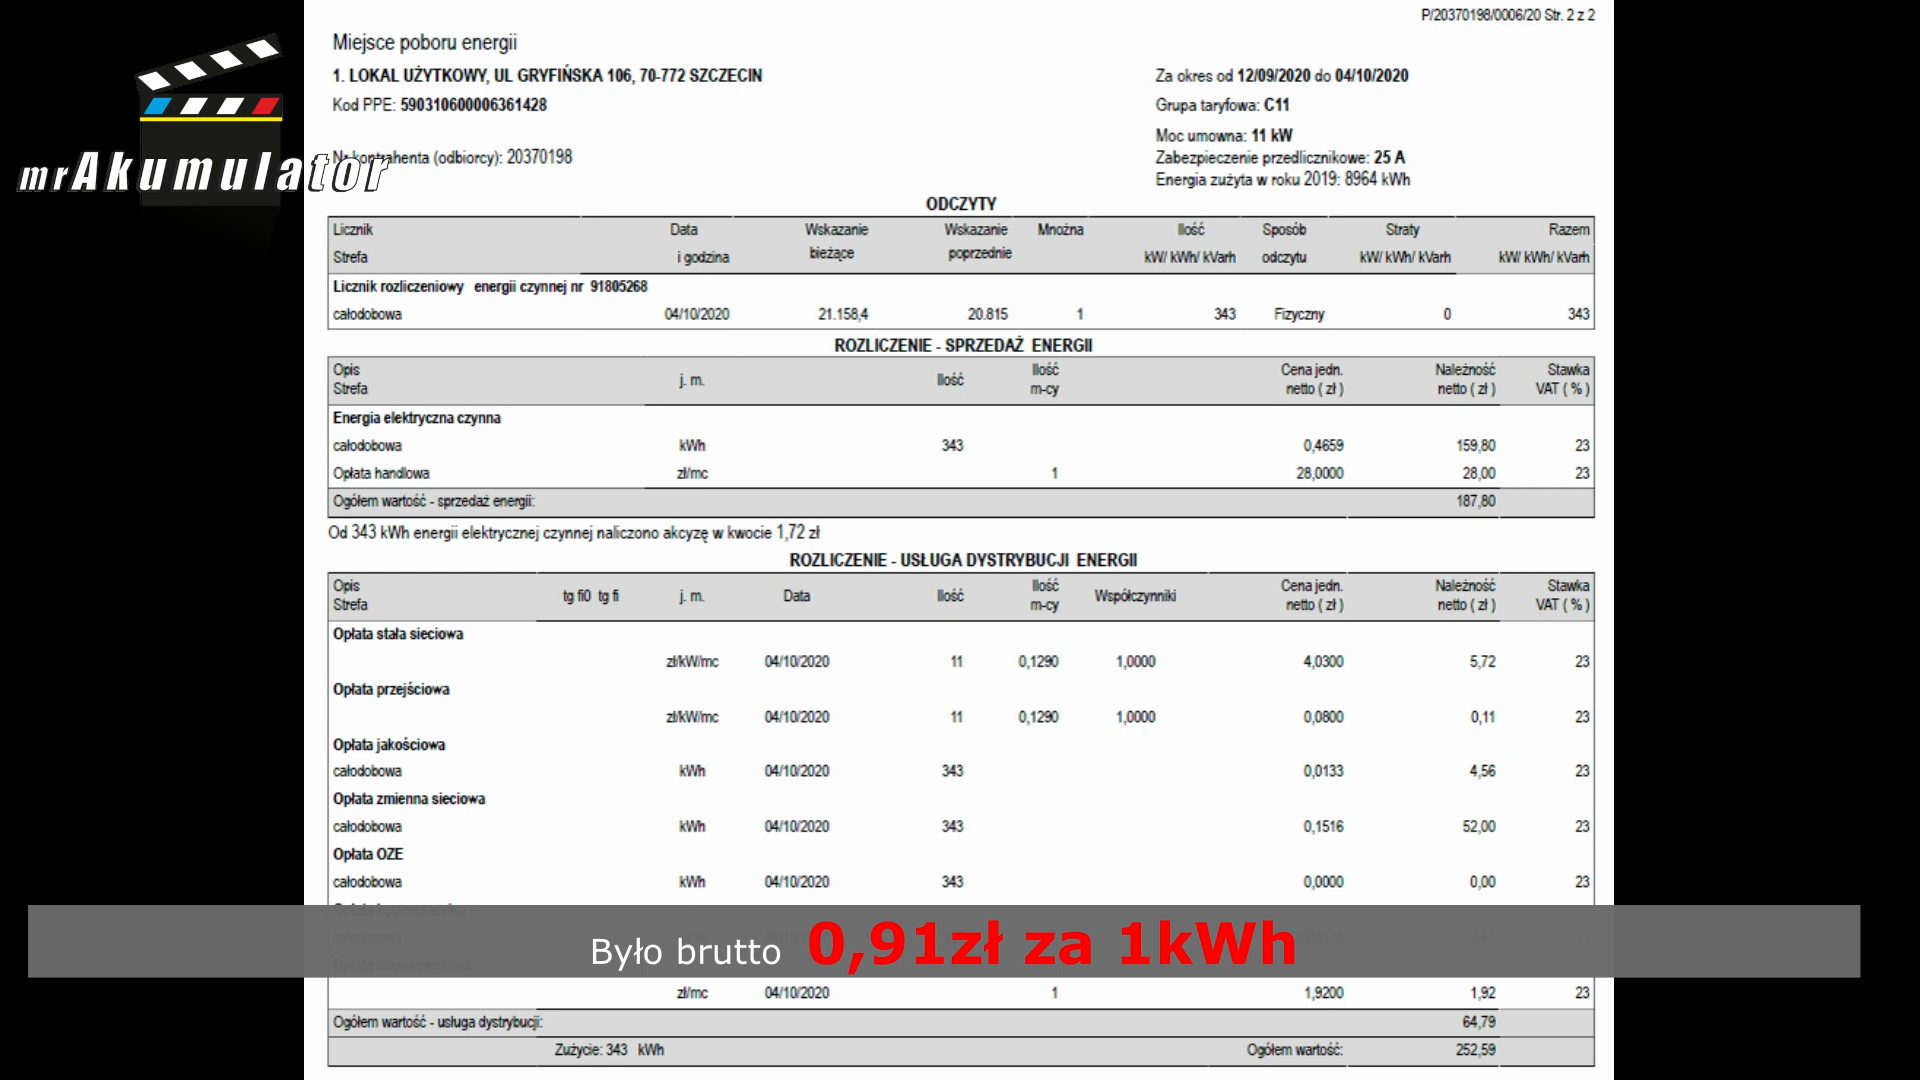 P/20370198/0006/20 Str. 2 z 2
Miejsce poboru energii
1. LOKAL UŻYTKOWY, UL GRYFIŃSKA 106, 70-772 SZCZECIN
Za okres od 12/09/2020 do 04/10/2020
Kod PPE: 590310600006361428
Grupa taryfowa: C11
Moc umowna: 11 kW
Nr kontrahenta (odbiorcy): 20370198
Zabezpieczenie przedlicznikowe: 25 A
mrAkumulator
Energia zużyta w roku 2019: 8964 kWh
ODCZYTY
Licznik Data Wskazanie Wskazanie Mnożna Ilość Sposób Straty Razem
Strefa i godzina bieżące poprzednie kW/ kWh/ kVarh odczytu kW/ kWh/ kVarh kW/ kWh/ kVarh
Licznik rozliczeniowy energii czynnej nr 91805268
całodobowa 04/10/2020 21.158,4 20.815 1 343 Fizyczny 0 343
ROZLICZENIE - SPRZEDAŻ ENERGII
Opis j. m. Ilość Ilość Cena jedn. Należność Stawka
Strefa m-cy netto ( zł ) netto ( zł ) VAT ( % )
Energia elektryczna czynna
całodobowa kWh 343 0,4659 159,80 23
Opłata handlowa zł/mc 1 28,0000 28,00 23
Ogółem wartość - sprzedaż energii: 187,80
Od 343 kWh energii elektrycznej czynnej naliczono akcyzę w kwocie 1,72 zł
ROZLICZENIE - USŁUGA DYSTRYBUCJI ENERGII
Opis tg fi0 tg fi j. m. Data Ilość Ilość Współczynniki Cena jedn. Należność Stawka
Strefa m-cy netto ( zł ) netto ( zł ) VAT ( % )
Opłata stała sieciowa
zł/kW/mc 04/10/2020 11 0,1290 1,0000 4,0300 5,72 23
Opłata przejściowa
zł/kW/mc 04/10/2020 11 0,1290 1,0000 0,0800 0,11 23
Opłata jakościowa
całodobowa kWh 04/10/2020 343 0,0133 4,56 23
Opłata zmienna sieciowa
całodobowa kWh 04/10/2020 343 0,1516 52,00 23
Opłata OZE
całodobowa kWh 04/10/2020 343 0,0000 0,00 23
Było brutto 0,91zł za 1kWh
zł/mc 04/10/2020 1 1,9200 1,92 23
Ogółem wartość - usługa dystrybucji: 64,79
Zużycie: 343 kWh Ogółem wartość: 252,59